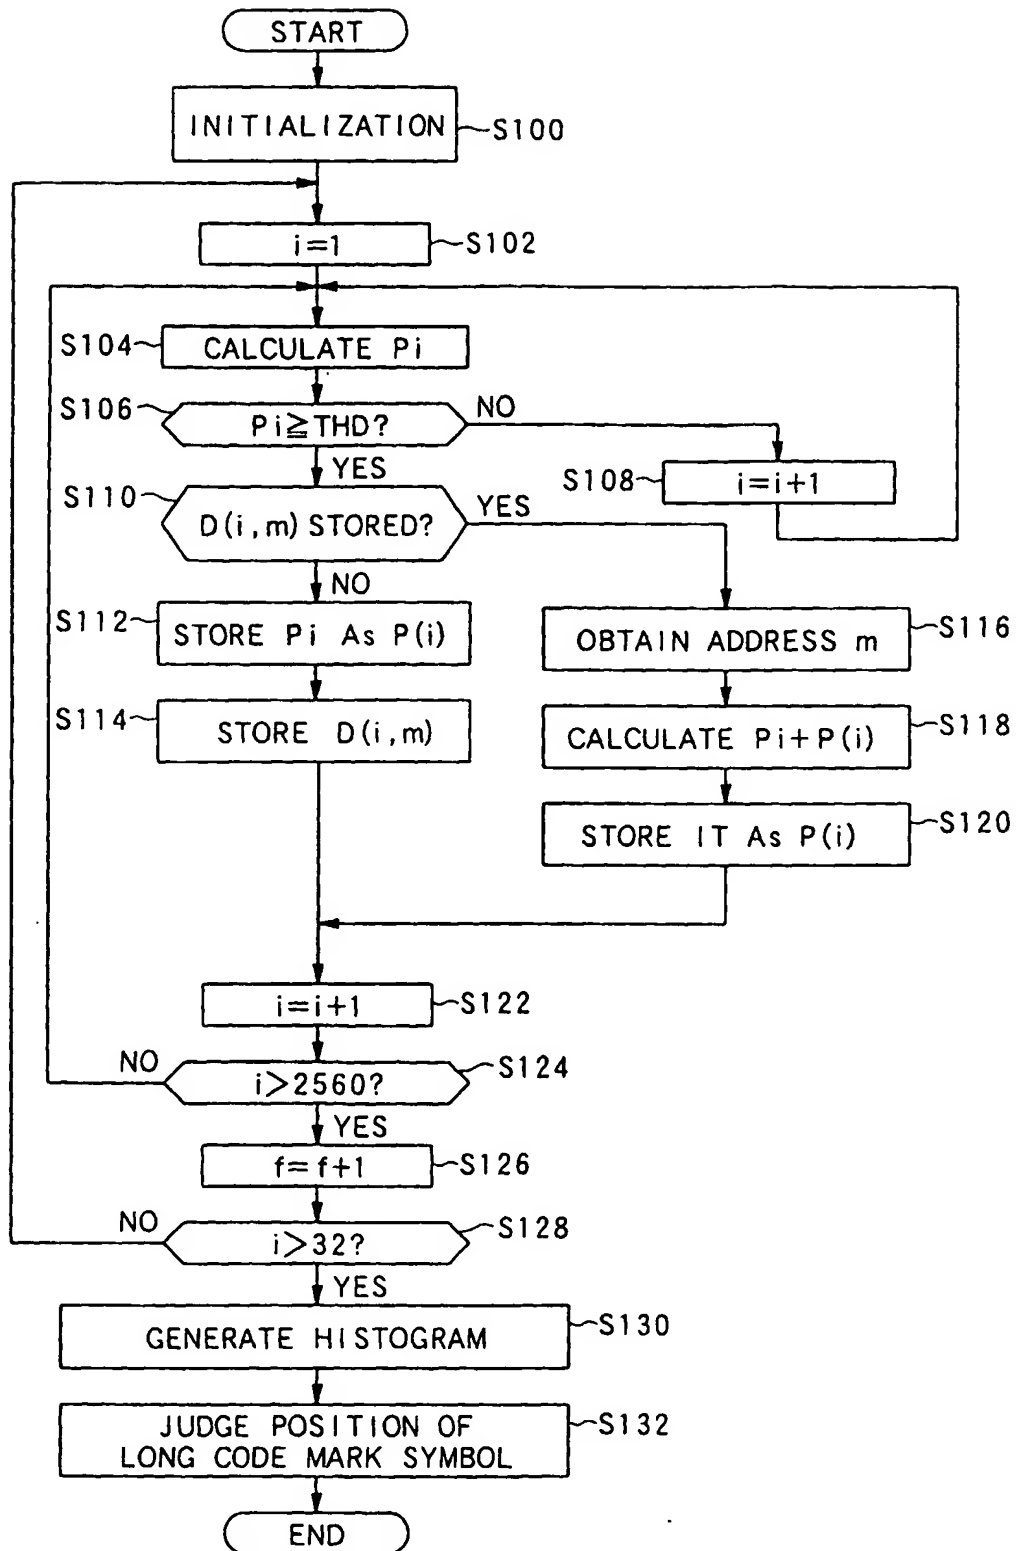 START
INITIALIZATION
S100
i=1
S102
S104
CALCULATE Pi
S106
Pi≧THD?
NO
YES
S108
i=i+1
S110
D(i,m) STORED?
YES
NO
S112
STORE Pi As P(i)
S116
OBTAIN ADDRESS m
S114
STORE D(i,m)
S118
CALCULATE Pi+P(i)
S120
STORE IT As P(i)
i=i+1
S122
NO
i>2560?
S124
YES
f=f+1
S126
NO
i>32?
S128
YES
GENERATE HISTOGRAM
S130
JUDGE POSITION OF
LONG CODE MARK SYMBOL
S132
END